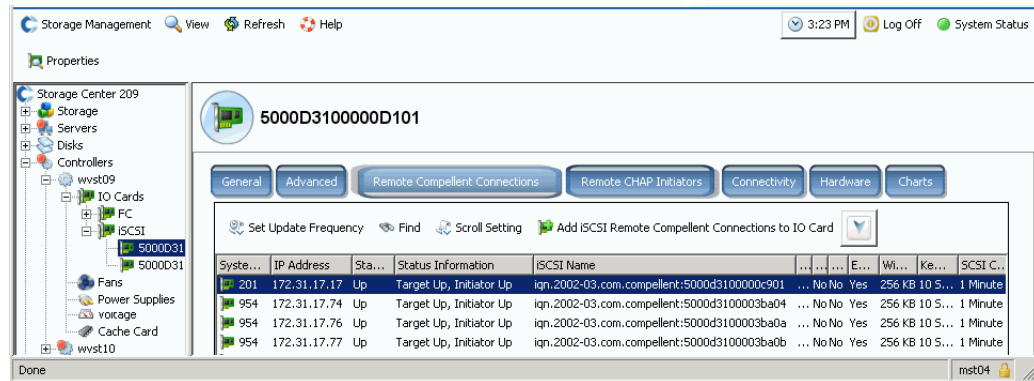 Storage Management View Refresh Help 3:23 PM Log Off System Status
Properties
Storage Center 209
Storage
Servers
Disks
Controllers
wvst09
IO Cards
FC
iSCSI
5000D31
5000D31
Fans
Power Supplies
Voltage
Cache Card
wvst10
5000D3100000D101
General Advanced Remote Compellent Connections Remote CHAP Initiators Connectivity Hardware Charts
Set Update Frequency Find Scroll Setting Add iSCSI Remote Compellent Connections to IO Card
Syste... IP Address Sta... Status Information iSCSI Name ... ... ... E... Wi... Ke... SCSI C...
201 172.31.17.17 Up Target Up, Initiator Up iqn.2002-03.com.compellent:5000d3100000c901 ... No No Yes 256 KB 10 S... 1 Minute
954 172.31.17.74 Up Target Up, Initiator Up iqn.2002-03.com.compellent:5000d3100003ba04 ... No No Yes 256 KB 10 S... 1 Minute
954 172.31.17.76 Up Target Up, Initiator Up iqn.2002-03.com.compellent:5000d3100003ba0a ... No No Yes 256 KB 10 S... 1 Minute
954 172.31.17.77 Up Target Up, Initiator Up iqn.2002-03.com.compellent:5000d3100003ba0b ... No No Yes 256 KB 10 S... 1 Minute
Done mst04